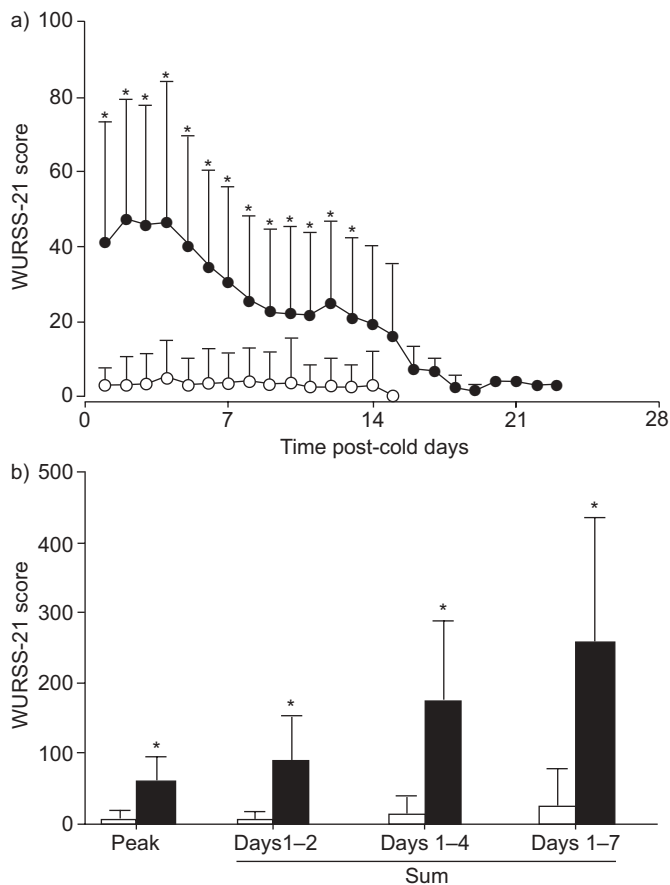 a)
100
80
60
40
20
0
WURSS-21 score
* * * * * * * * * * * * *
0 7 14 21 28
Time post-cold days
b)
500
400
300
200
100
0
WURSS-21 score
* * * *
Peak Days1–2 Days 1–4 Days 1–7
Sum